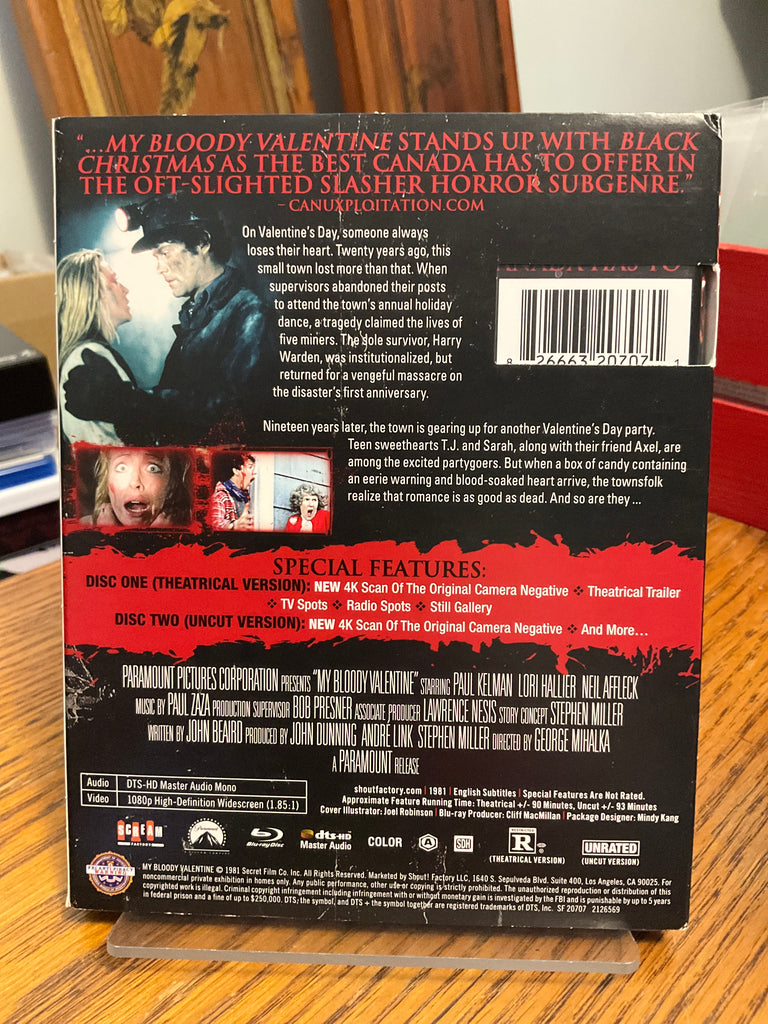 “...MY BLOODY VALENTINE STANDS UP WITH BLACK
CHRISTMAS AS THE BEST CANADA HAS TO OFFER IN
THE OFT-SLIGHTED SLASHER HORROR SUBGENRE.”
– CANUXPLOITATION.COM
On Valentine's Day, someone always
loses their heart. Twenty years ago, this
small town lost more than that. When
supervisors abandoned their posts
to attend the town's annual holiday
dance, a tragedy claimed the lives of
five miners. The sole survivor, Harry
Warden, was institutionalized, but
returned for a vengeful massacre on
the disaster's first anniversary.
8 26663 20707 1
Nineteen years later, the town is gearing up for another Valentine's Day party.
Teen sweethearts T.J. and Sarah, along with their friend Axel, are
among the excited partygoers. But when a box of candy containing
an eerie warning and blood-soaked heart arrive, the townsfolk
realize that romance is as good as dead. And so are they ...
SPECIAL FEATURES:
DISC ONE (THEATRICAL VERSION): NEW 4K Scan Of The Original Camera Negative ❖ Theatrical Trailer
❖ TV Spots ❖ Radio Spots ❖ Still Gallery
DISC TWO (UNCUT VERSION): NEW 4K Scan Of The Original Camera Negative ❖ And More...
PARAMOUNT PICTURES CORPORATION PRESENTS “MY BLOODY VALENTINE” STARRING PAUL KELMAN LORI HALLIER NEIL AFFLECK
MUSIC BY PAUL ZAZA PRODUCTION SUPERVISOR BOB PRESNER ASSOCIATE PRODUCER LAWRENCE NESIS STORY CONCEPT STEPHEN MILLER
WRITTEN BY JOHN BEAIRD PRODUCED BY JOHN DUNNING ANDRE LINK STEPHEN MILLER DIRECTED BY GEORGE MIHALKA
A PARAMOUNT RELEASE
Audio DTS-HD Master Audio Mono
Video 1080p High-Definition Widescreen (1.85:1)
shoutfactory.com | 1981 | English Subtitles | Special Features Are Not Rated.
Approximate Feature Running Time: Theatrical +/- 90 Minutes, Uncut +/- 93 Minutes
Cover Illustrator: Joel Robinson | Blu-ray Producer: Cliff MacMillan | Package Designer: Mindy Kang
SCREAM FACTORY
Paramount
Blu-ray Disc
dts-HD Master Audio
COLOR
A
SDH
RESTRICTED R (THEATRICAL VERSION)
UNRATED (UNCUT VERSION)
MY BLOODY VALENTINE © 1981 Secret Film Co. Inc. All Rights Reserved. Marketed by Shout! Factory LLC, 1640 S. Sepulveda Blvd. Suite 400, Los Angeles, CA 90025. For
noncommercial private exhibition in homes only. Any public performance, other use or copying is strictly prohibited. The unauthorized reproduction or distribution of this
copyrighted work is illegal. Criminal copyright infringement including infringement with or without monetary gain is investigated by the FBI and is punishable by up to 5 years
in federal prison and a fine of up to $250,000. DTS, the symbol, and DTS + the symbol together are registered trademarks of DTS, Inc. SF 20707 2126569